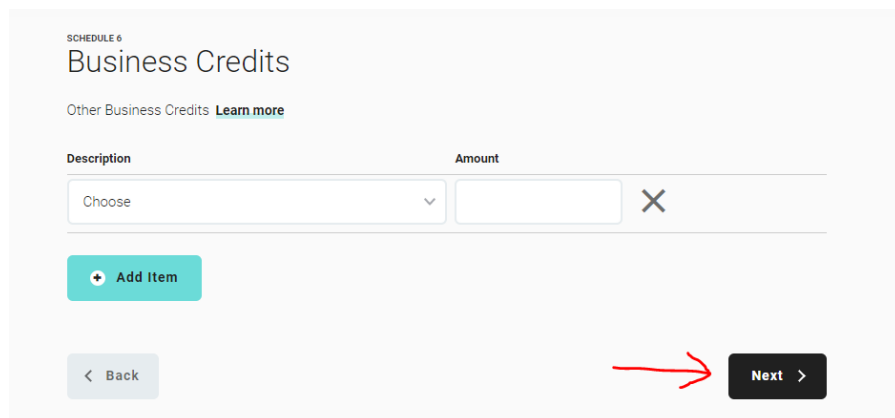 SCHEDULE 6
Business Credits
Other Business Credits Learn more
Description Amount
Choose
Add Item
Back Next